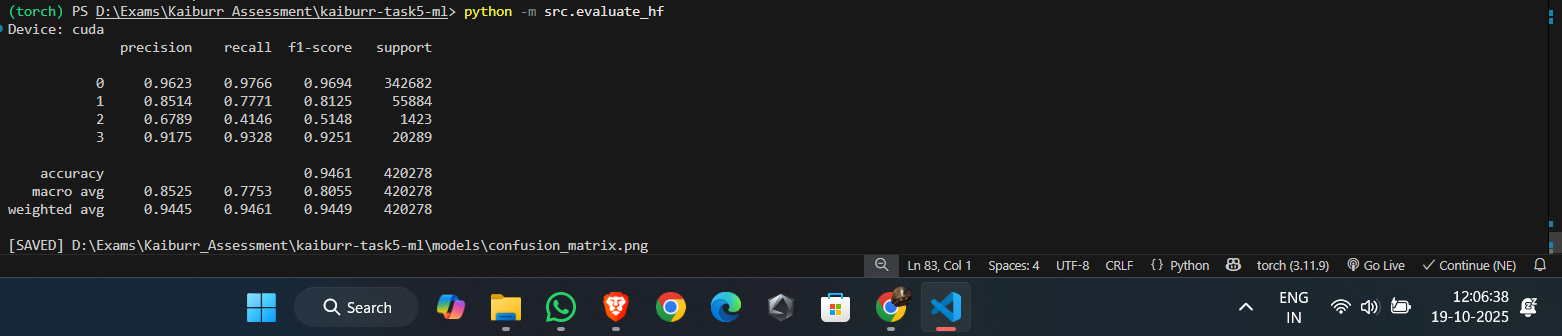 (torch) PS D:\Exams\Kaiburr_Assessment\kaiburr-task5-ml> python -m src.evaluate_hf
Device: cuda
precision recall f1-score support
0 0.9623 0.9766 0.9694 342682
1 0.8514 0.7771 0.8125 55884
2 0.6789 0.4146 0.5148 1423
3 0.9175 0.9328 0.9251 20289
accuracy 0.9461 420278
macro avg 0.8525 0.7753 0.8055 420278
weighted avg 0.9445 0.9461 0.9449 420278
[SAVED] D:\Exams\Kaiburr_Assessment\kaiburr-task5-ml\models\confusion_matrix.png
Ln 83, Col 1 Spaces: 4 UTF-8 CRLF {} Python torch (3.11.9) Go Live Continue (NE)
Search
ENG
IN
12:06:38
19-10-2025